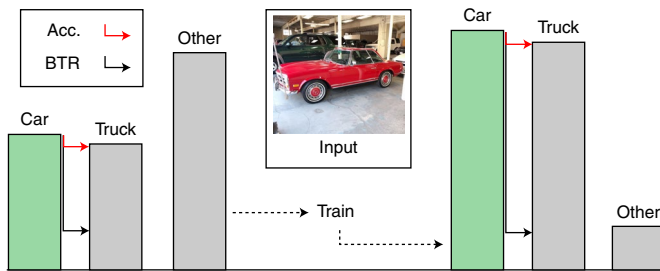 Acc.
BTR
Car
Truck
Other
Input
Train
Car
Truck
Other